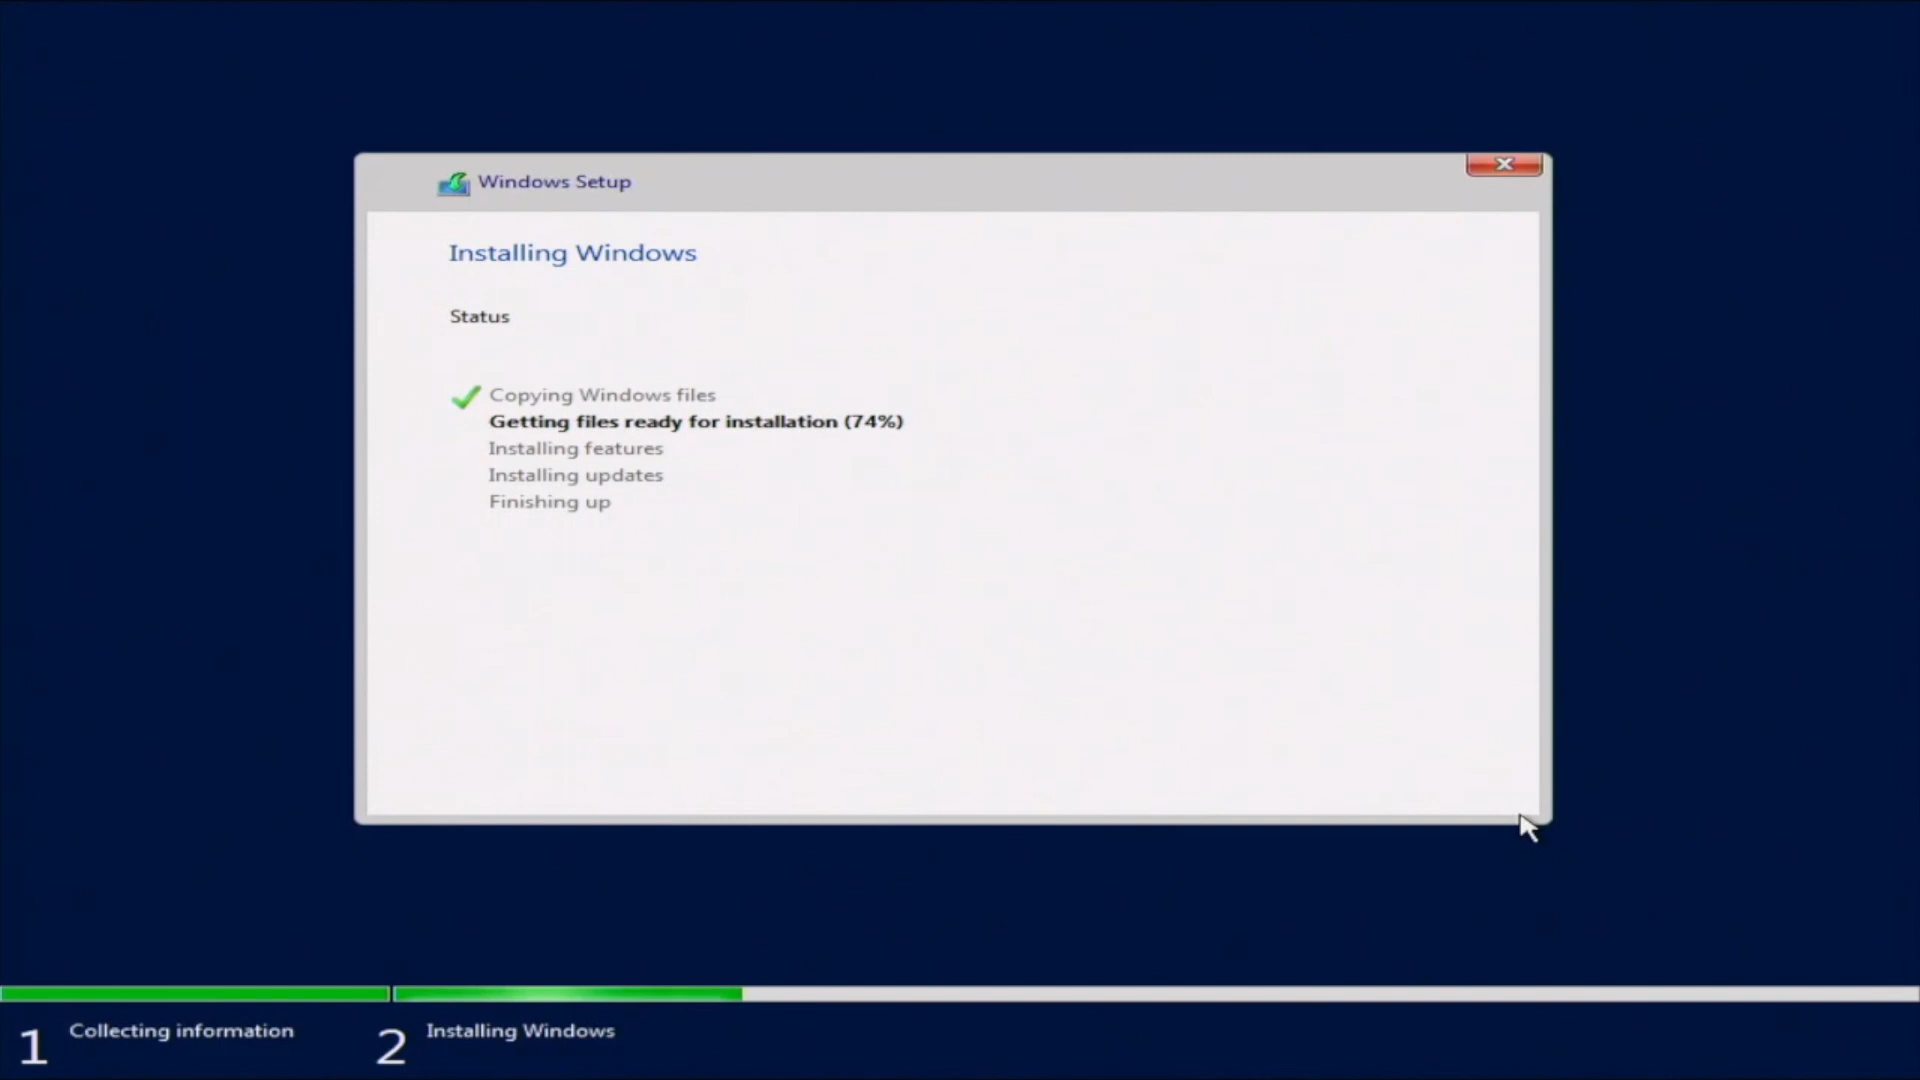 Windows Setup
Installing Windows
Status
Copying Windows files
Getting files ready for installation (74%)
Installing features
Installing updates
Finishing up
1 Collecting information
2 Installing Windows